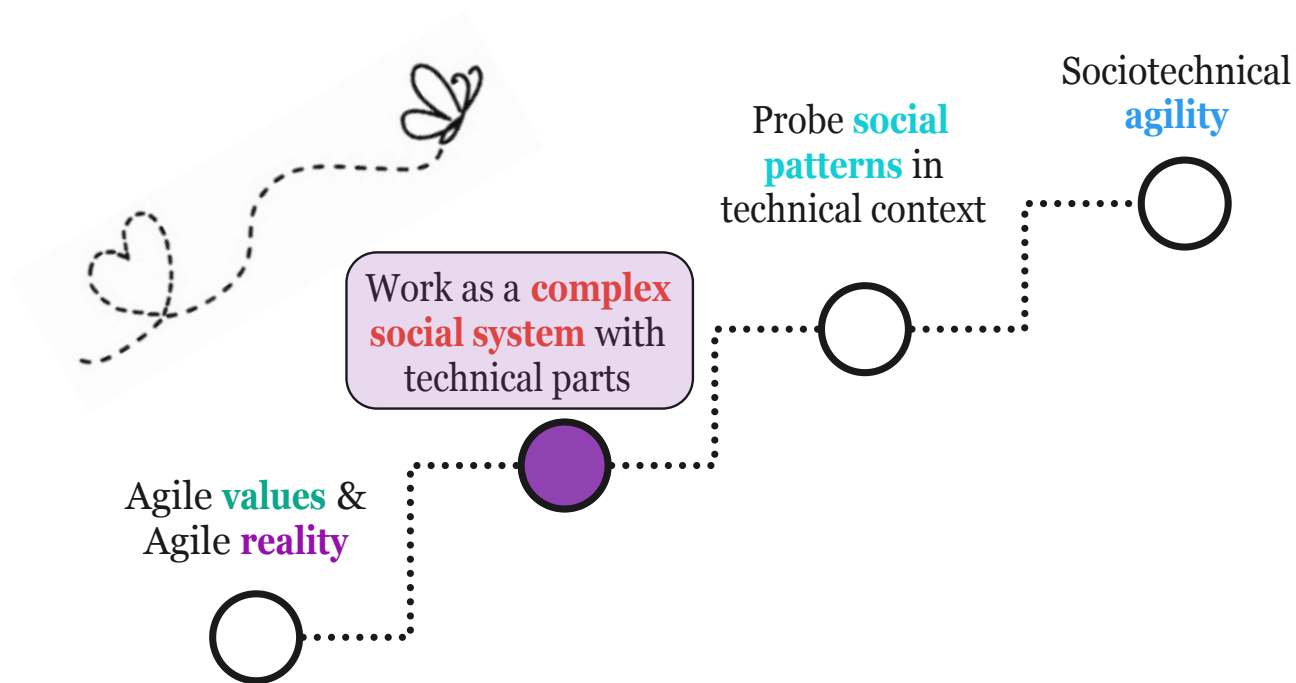 Sociotechnical
agility
Probe social
patterns in
technical context
Work as a complex
social system with
technical parts
Agile values &
Agile reality